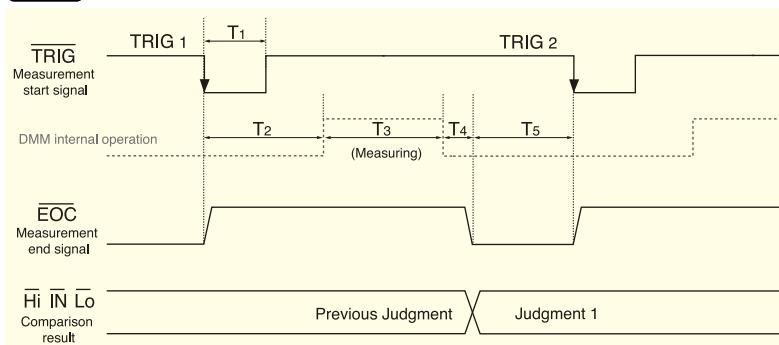 TRIG 1
T1
TRIG 2
TRIG
Measurement
start signal
DMM internal operation
T2
T3
T4
T5
(Measuring)
EOC
Measurement
end signal
Hi IN Lo
Comparison
result
Previous Judgment
Judgment 1